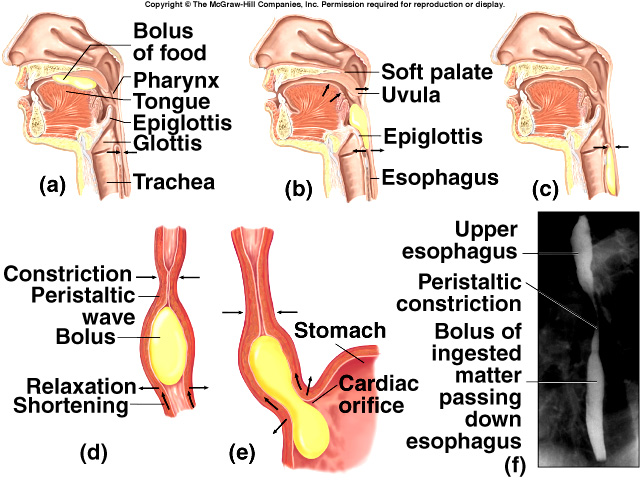 Copyright © The McGraw-Hill Companies, Inc. Permission required for reproduction or display.
Bolus
of food
Pharynx
Tongue
Epiglottis
Glottis
Trachea
(a)
Soft palate
Uvula
Epiglottis
Esophagus
(b)
(c)
Constriction
Peristaltic
wave
Bolus
Relaxation
Shortening
(d)
Stomach
Cardiac
orifice
(e)
Upper
esophagus
Peristaltic
constriction
Bolus of
ingested
matter
passing
down
esophagus
(f)